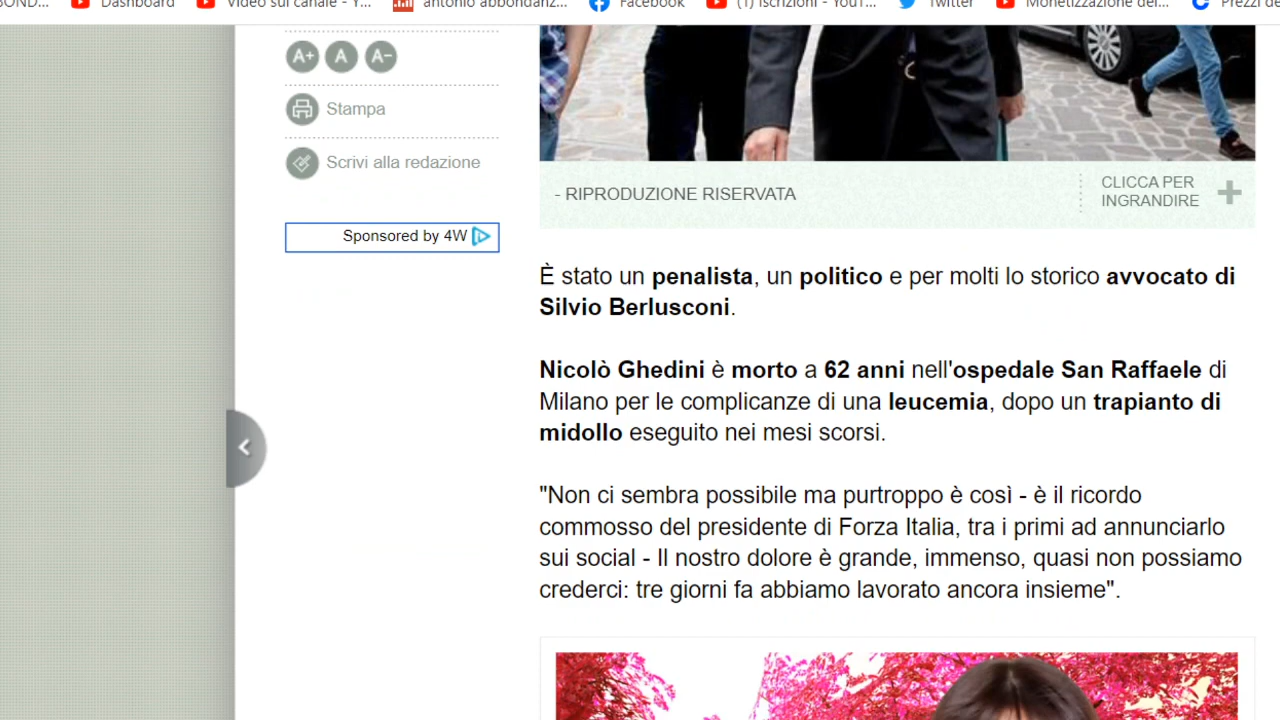 OND... Dashboard Video sul canale - Y... antonio abbondanz... Facebook (1) Iscrizioni - YouT... Twitter Monetizzazione del... Prezzi de
A+ A A-
Stampa
Scrivi alla redazione
Sponsored by 4W
- RIPRODUZIONE RISERVATA
CLICCA PER
INGRANDIRE
È stato un penalista, un politico e per molti lo storico avvocato di
Silvio Berlusconi.
Nicolò Ghedini è morto a 62 anni nell'ospedale San Raffaele di
Milano per le complicanze di una leucemia, dopo un trapianto di
midollo eseguito nei mesi scorsi.
"Non ci sembra possibile ma purtroppo è così - è il ricordo
commosso del presidente di Forza Italia, tra i primi ad annunciarlo
sui social - Il nostro dolore è grande, immenso, quasi non possiamo
crederci: tre giorni fa abbiamo lavorato ancora insieme".